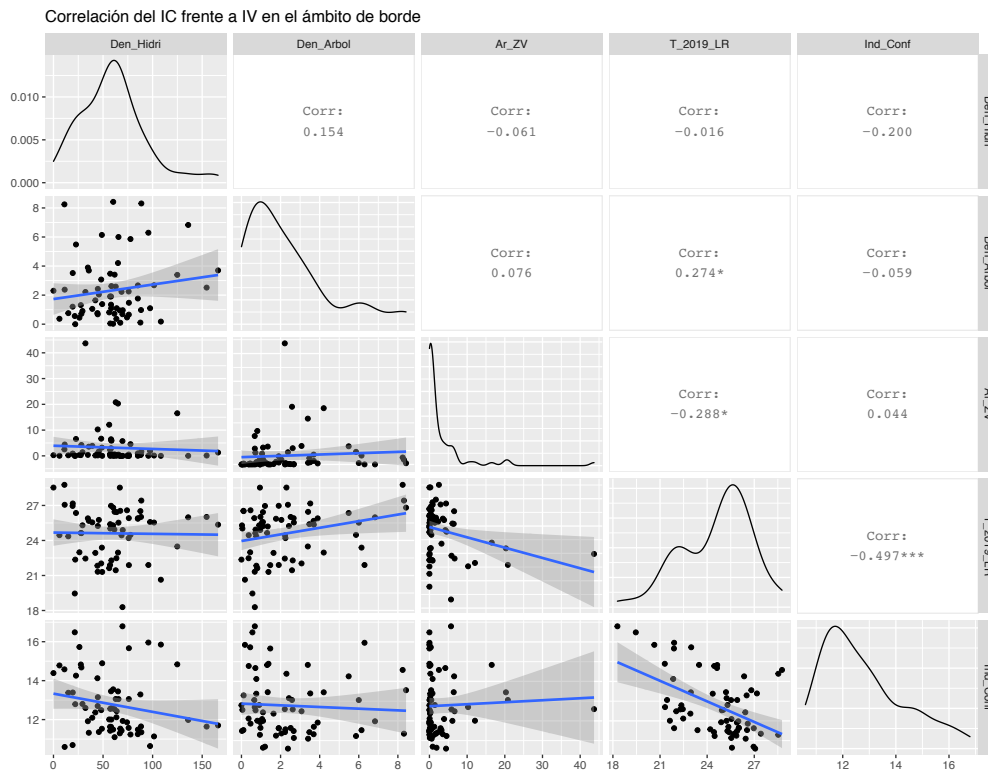 Correlación del IC frente a IV en el ámbito de borde
Den_Hidri Den_Arbol Ar_ZV T_2019_LR Ind_Conf
0.010
0.005
0.000
Corr:
0.154
Corr:
−0.061
Corr:
−0.016
Corr:
−0.200
8
6
4
2
0
Corr:
0.076
Corr:
0.274*
Corr:
−0.059
40
30
20
10
0
Corr:
−0.288*
Corr:
0.044
27
24
21
18
Corr:
−0.497***
16
14
12
0 50 100 150
0 2 4 6 8
0 10 20 30 40
18 21 24 27
12 14 16